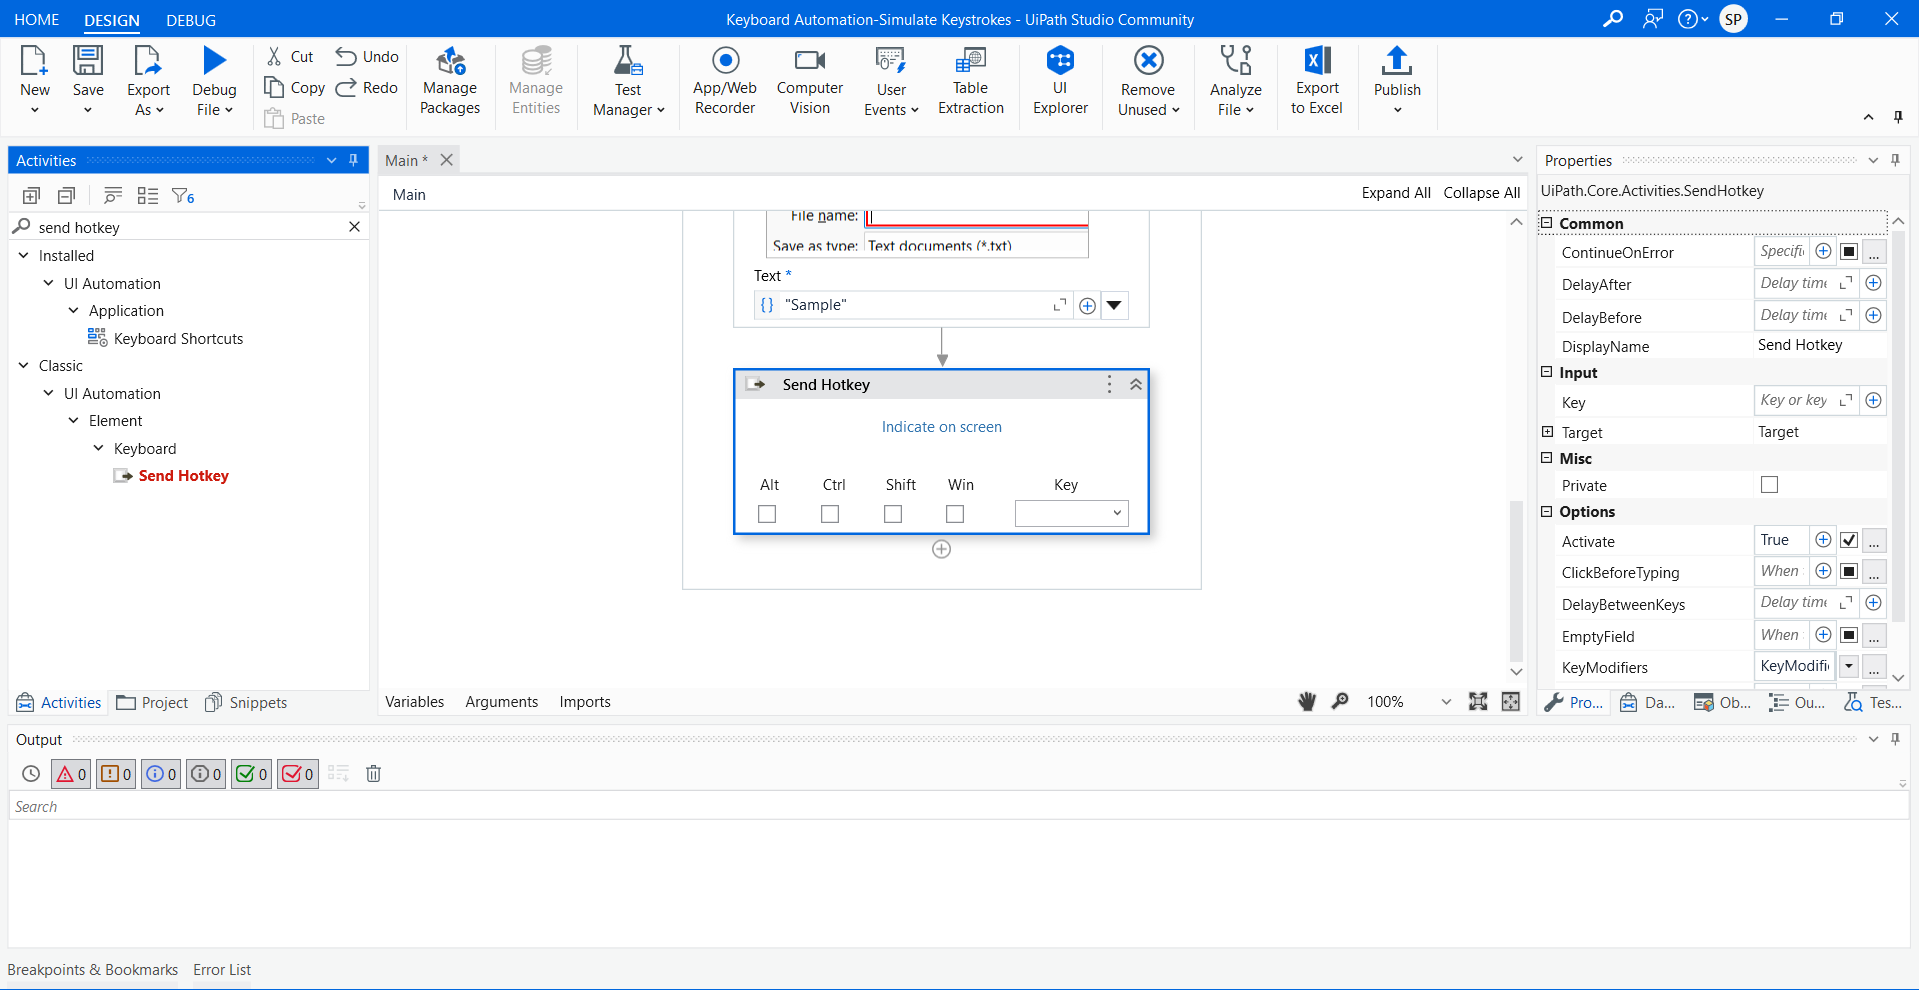 HOME DESIGN DEBUG
Keyboard Automation-Simulate Keystrokes - UiPath Studio Community
SP
New
Save
Export As
Debug File
Cut
Copy
Paste
Undo
Redo
Manage Packages
Manage Entities
Test Manager
App/Web Recorder
Computer Vision
User Events
Table Extraction
UI Explorer
Remove Unused
Analyze File
Export to Excel
Publish
Activities
6
send hotkey
Installed
UI Automation
Application
Keyboard Shortcuts
Classic
UI Automation
Element
Keyboard
Send Hotkey
Activities Project Snippets
Main *
Main
Expand All Collapse All
File name:
Save as type: Text documents (*.txt)
Text *
{} "Sample"
Send Hotkey
Indicate on screen
Alt Ctrl Shift Win Key
Variables Arguments Imports
100%
Properties
UiPath.Core.Activities.SendHotkey
Common
ContinueOnError Specifi ...
DelayAfter Delay time
DelayBefore Delay time
DisplayName Send Hotkey
Input
Key Key or key
Target Target
Misc
Private
Options
Activate True ...
ClickBeforeTyping When ...
DelayBetweenKeys Delay time
EmptyField When ...
KeyModifiers KeyModifi ...
Pro... Da... Ob... Ou... Tes...
Output
0 0 0 0 0 0
Search
Breakpoints & Bookmarks Error List